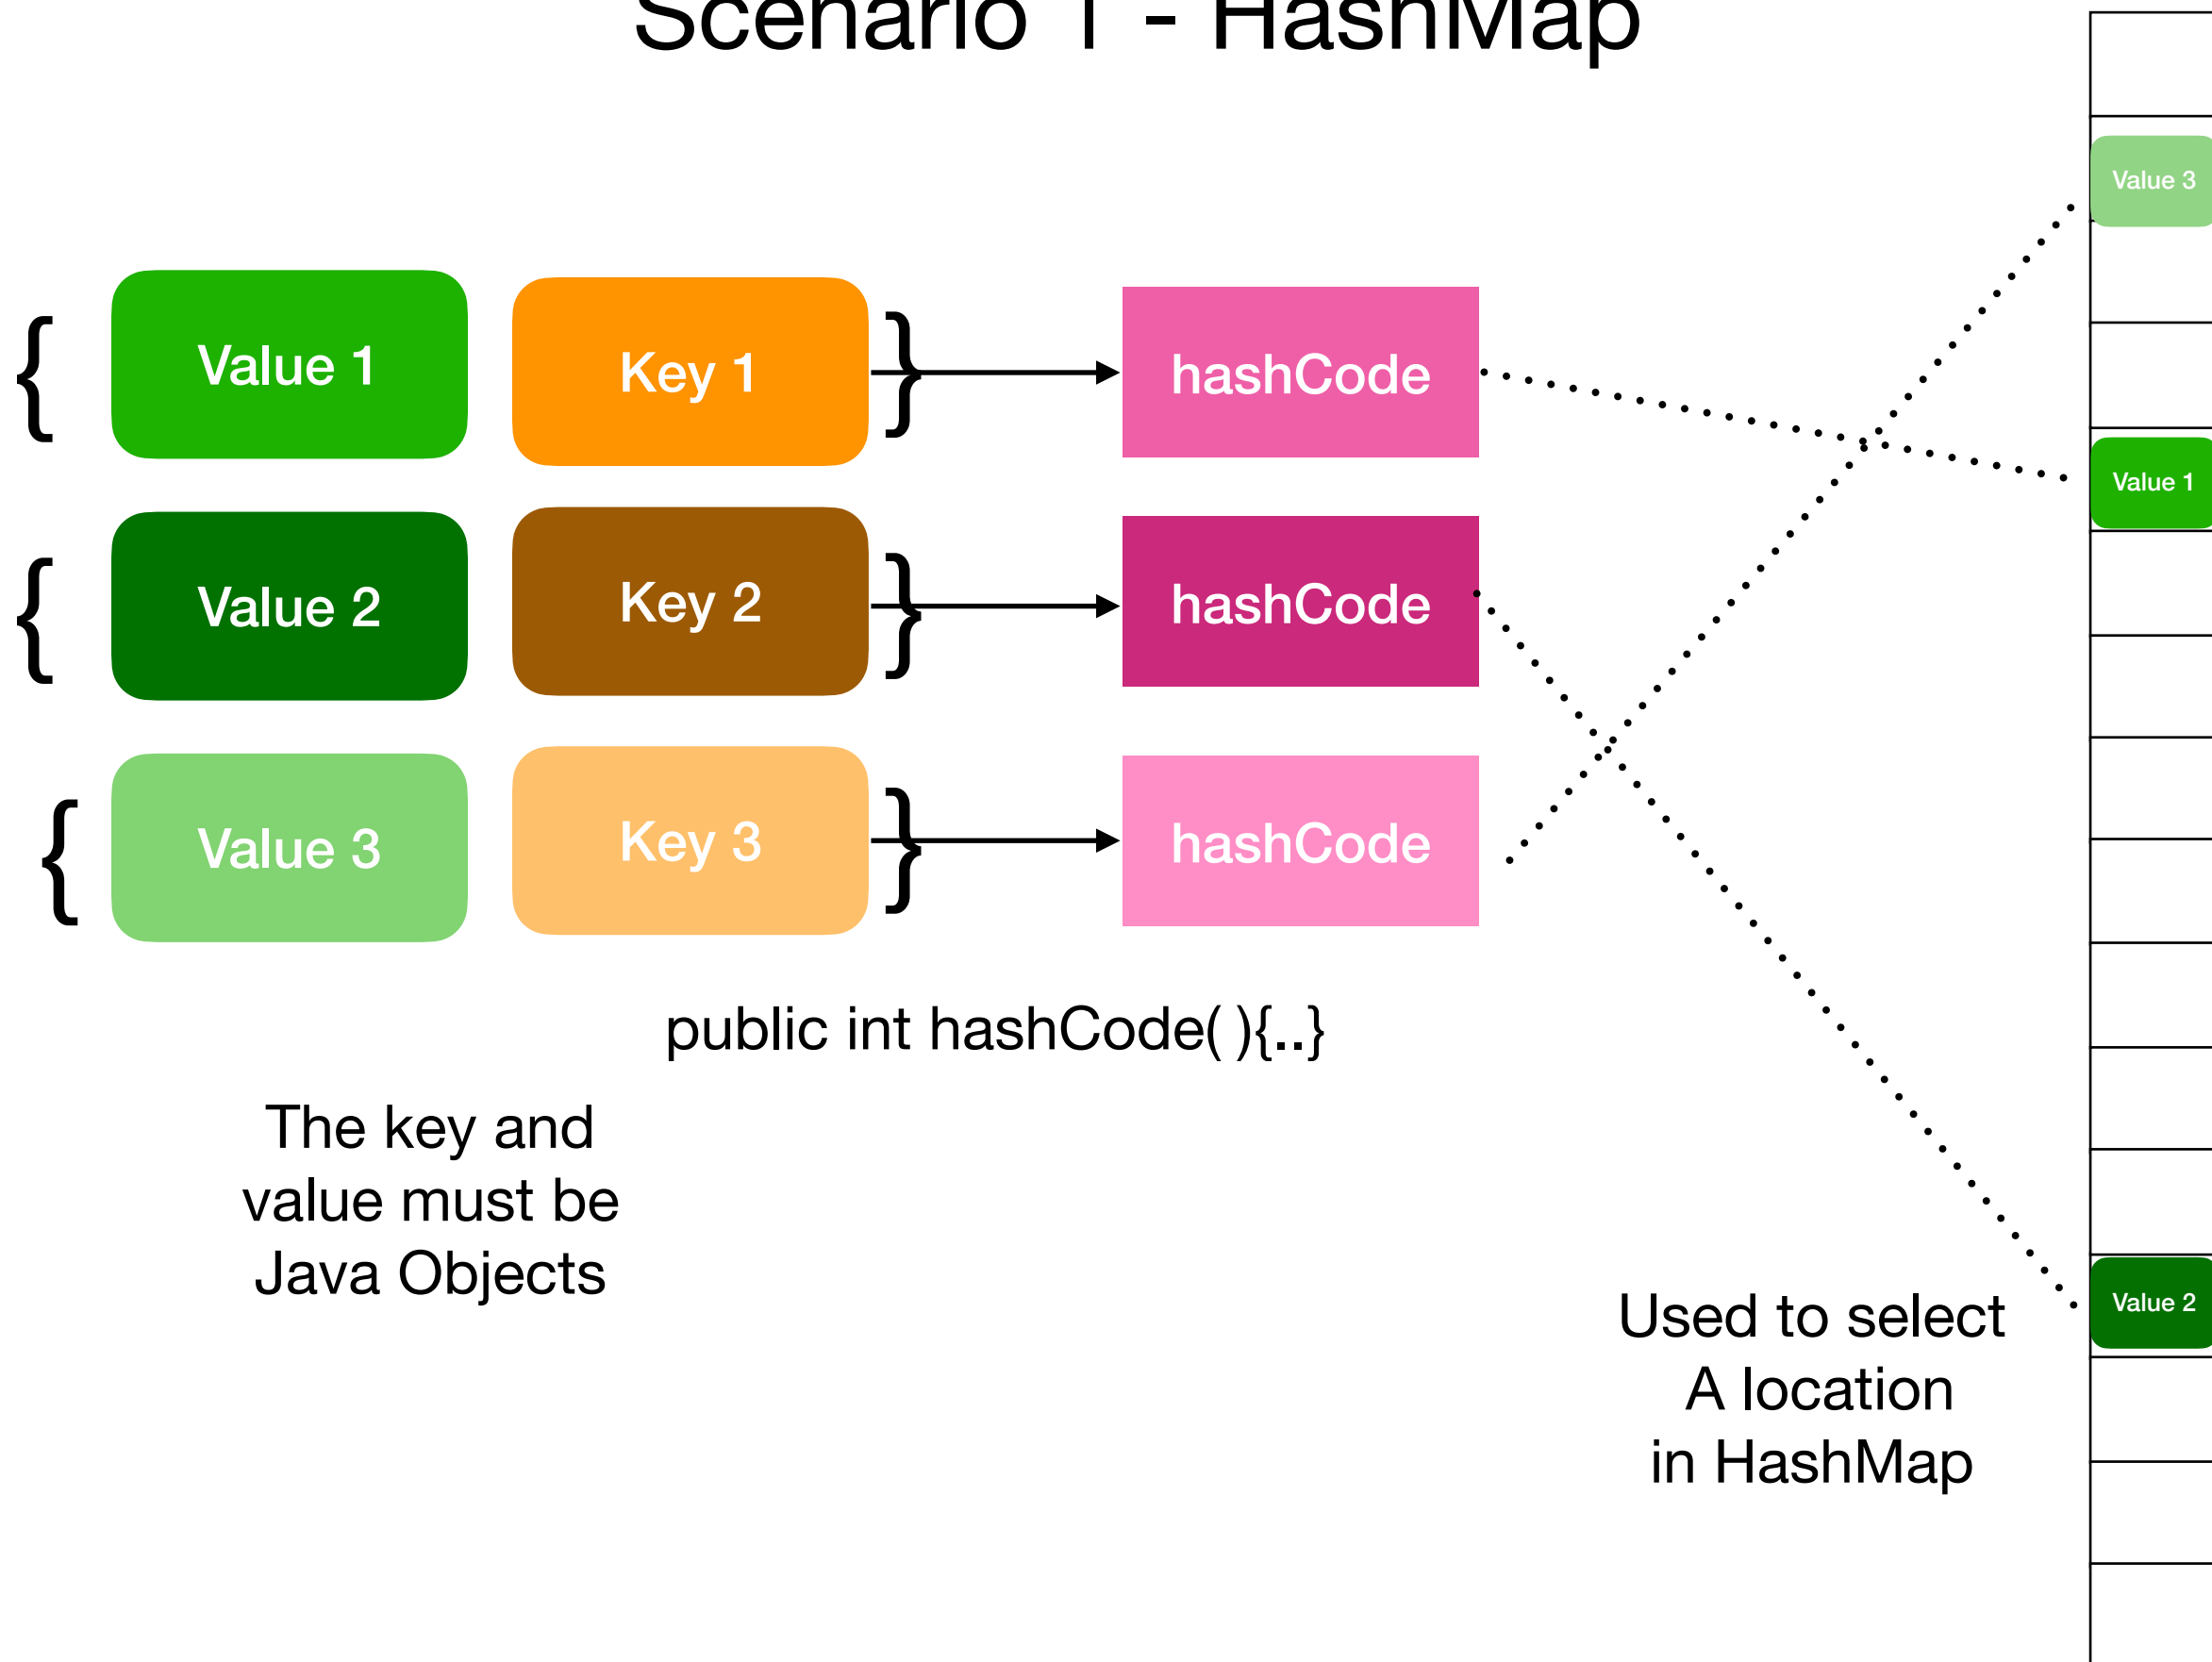 Scenario 1 - HashMap
Value 3
{ Value 1 Key 1 } hashCode
Value 1
{ Value 2 Key 2 } hashCode
{ Value 3 Key 3 } hashCode
public int hashCode( ){..}
The key and
value must be
Java Objects
Value 2
Used to select
A location
in HashMap